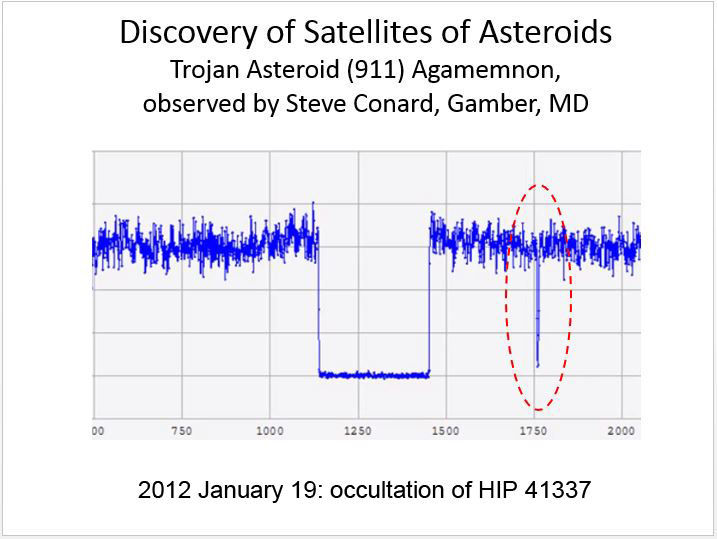 Discovery of Satellites of Asteroids
Trojan Asteroid (911) Agamemnon,
observed by Steve Conard, Gamber, MD
00 750 1000 1250 1500 1750 2000
2012 January 19: occultation of HIP 41337